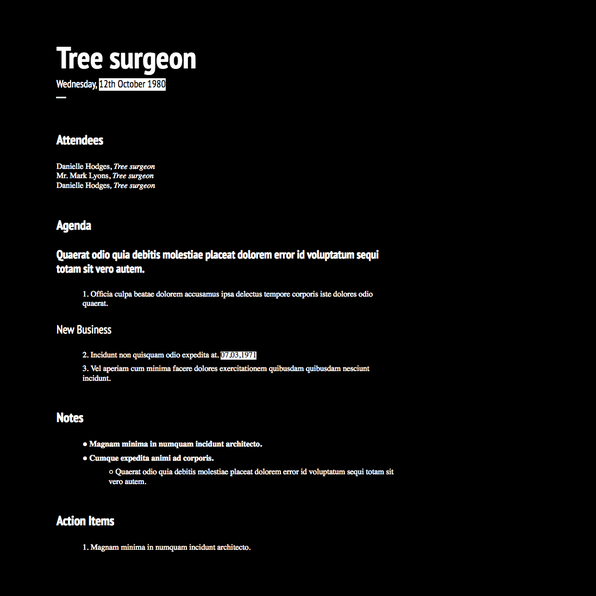 Tree surgeon
Wednesday, 12th October 1980
Attendees
Danielle Hodges, Tree surgeon
Mr. Mark Lyons, Tree surgeon
Danielle Hodges, Tree surgeon
Agenda
Quaerat odio quia debitis molestiae placeat dolorem error id voluptatum sequi
totam sit vero autem.
1. Officia culpa beatae dolorem accusamus ipsa delectus tempore corporis iste dolores odio
quaerat.
New Business
2. Incidunt non quisquam odio expedita at. 07.03.1971
3. Vel aperiam cum minima facere dolores exercitationem quibusdam quibusdam nesciunt
incidunt.
Notes
● Magnam minima in numquam incidunt architecto.
● Cumque expedita animi ad corporis.
○ Quaerat odio quia debitis molestiae placeat dolorem error id voluptatum sequi totam sit
vero autem.
Action Items
1. Magnam minima in numquam incidunt architecto.